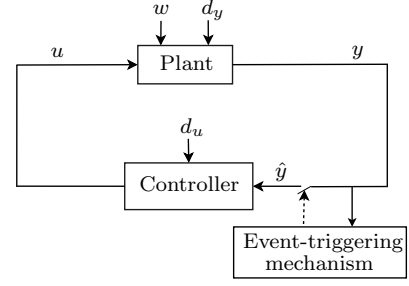 w
d_y
u
Plant
y
d_u
ŷ
Controller
Event-triggering
mechanism